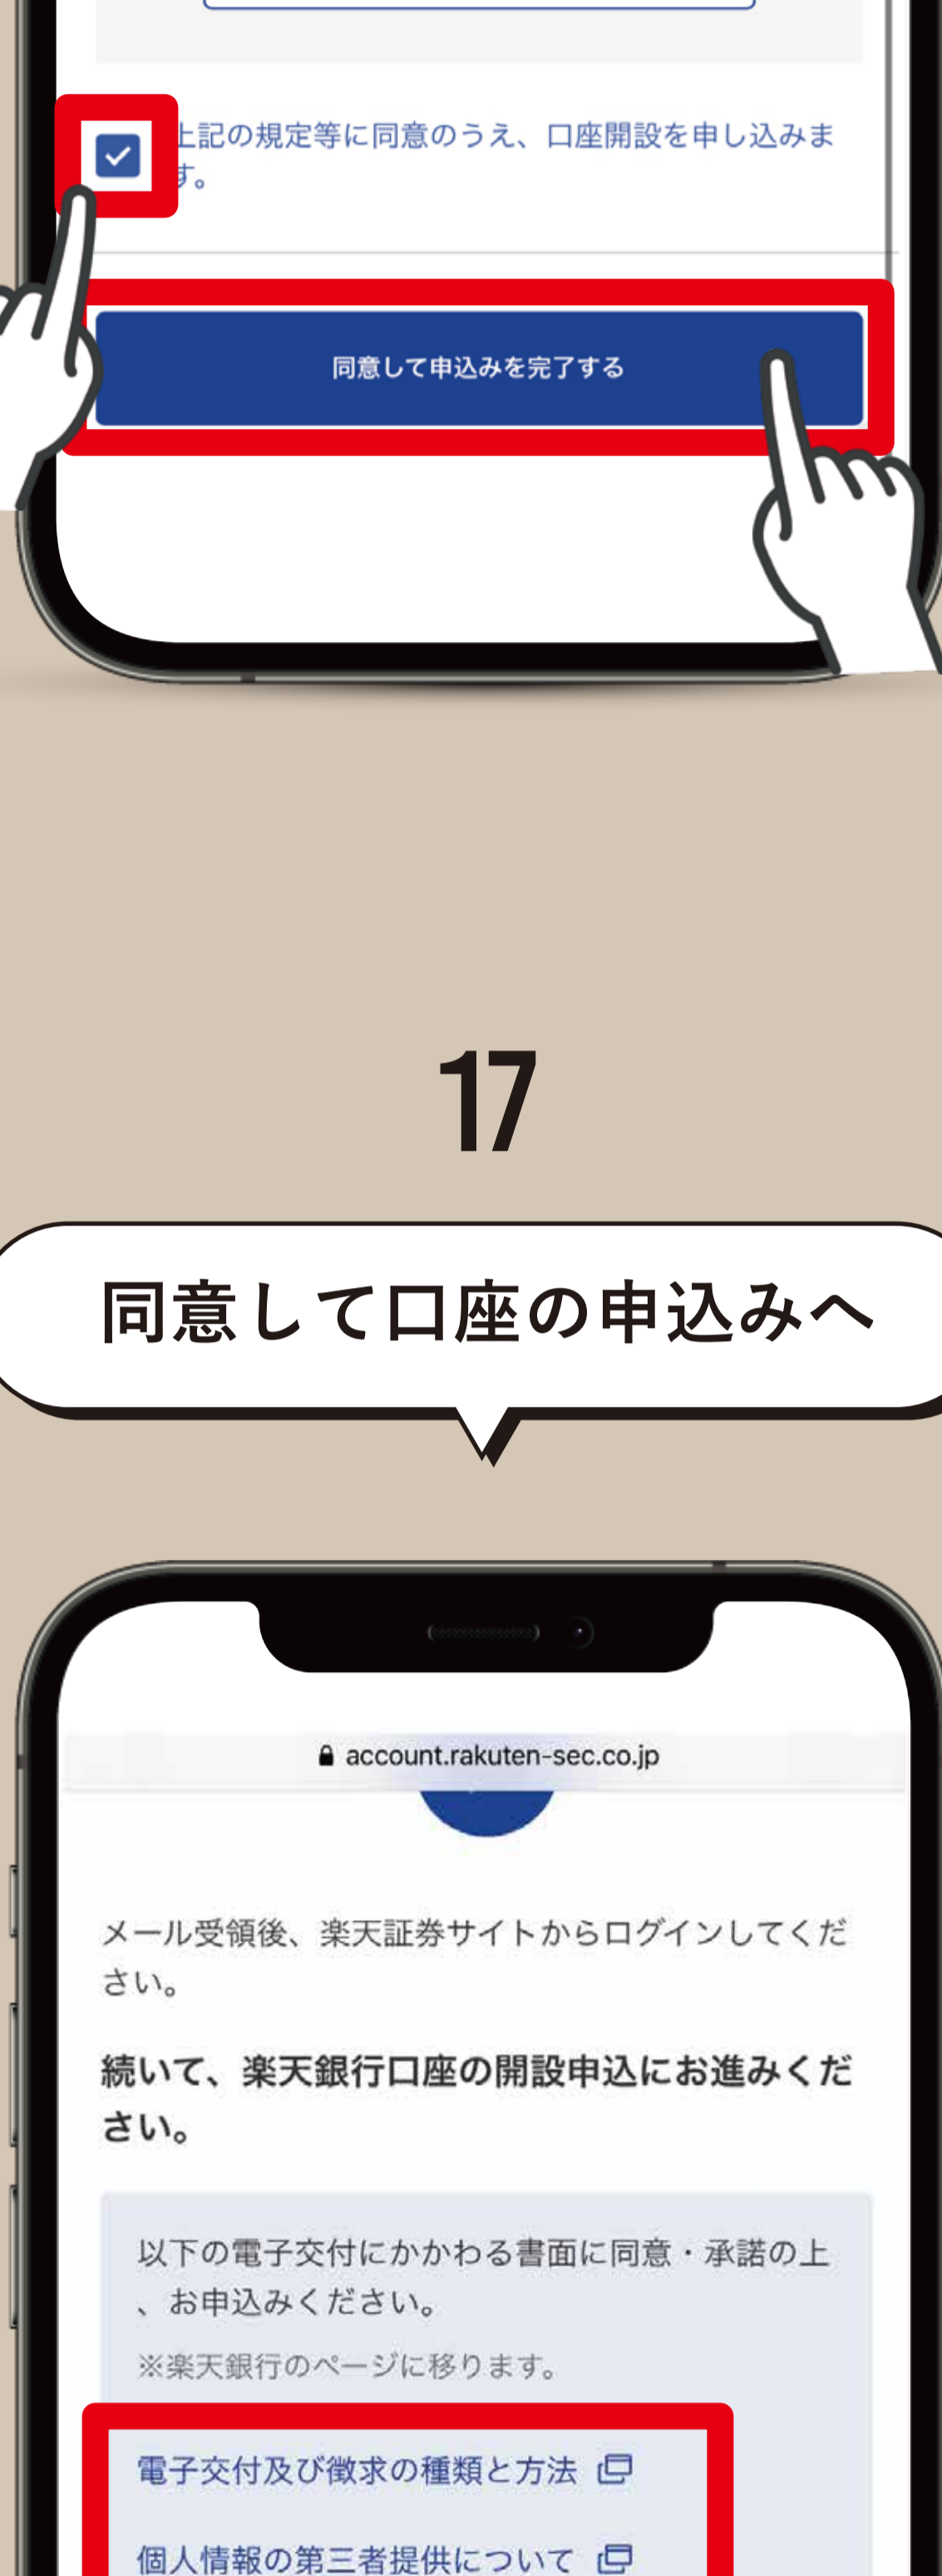 上記の規定等に同意のうえ、口座開設を申し込みま
す。
同意して申込みを完了する
17
同意して口座の申込みへ
account.rakuten-sec.co.jp
メール受領後、楽天証券サイトからログインしてくだ
さい。
続いて、楽天銀行口座の開設申込にお進みくだ
さい。
以下の電子交付にかかわる書面に同意・承諾の上
、お申込みください。
※楽天銀行のページに移ります。
電子交付及び徴求の種類と方法
個人情報の第三者提供について